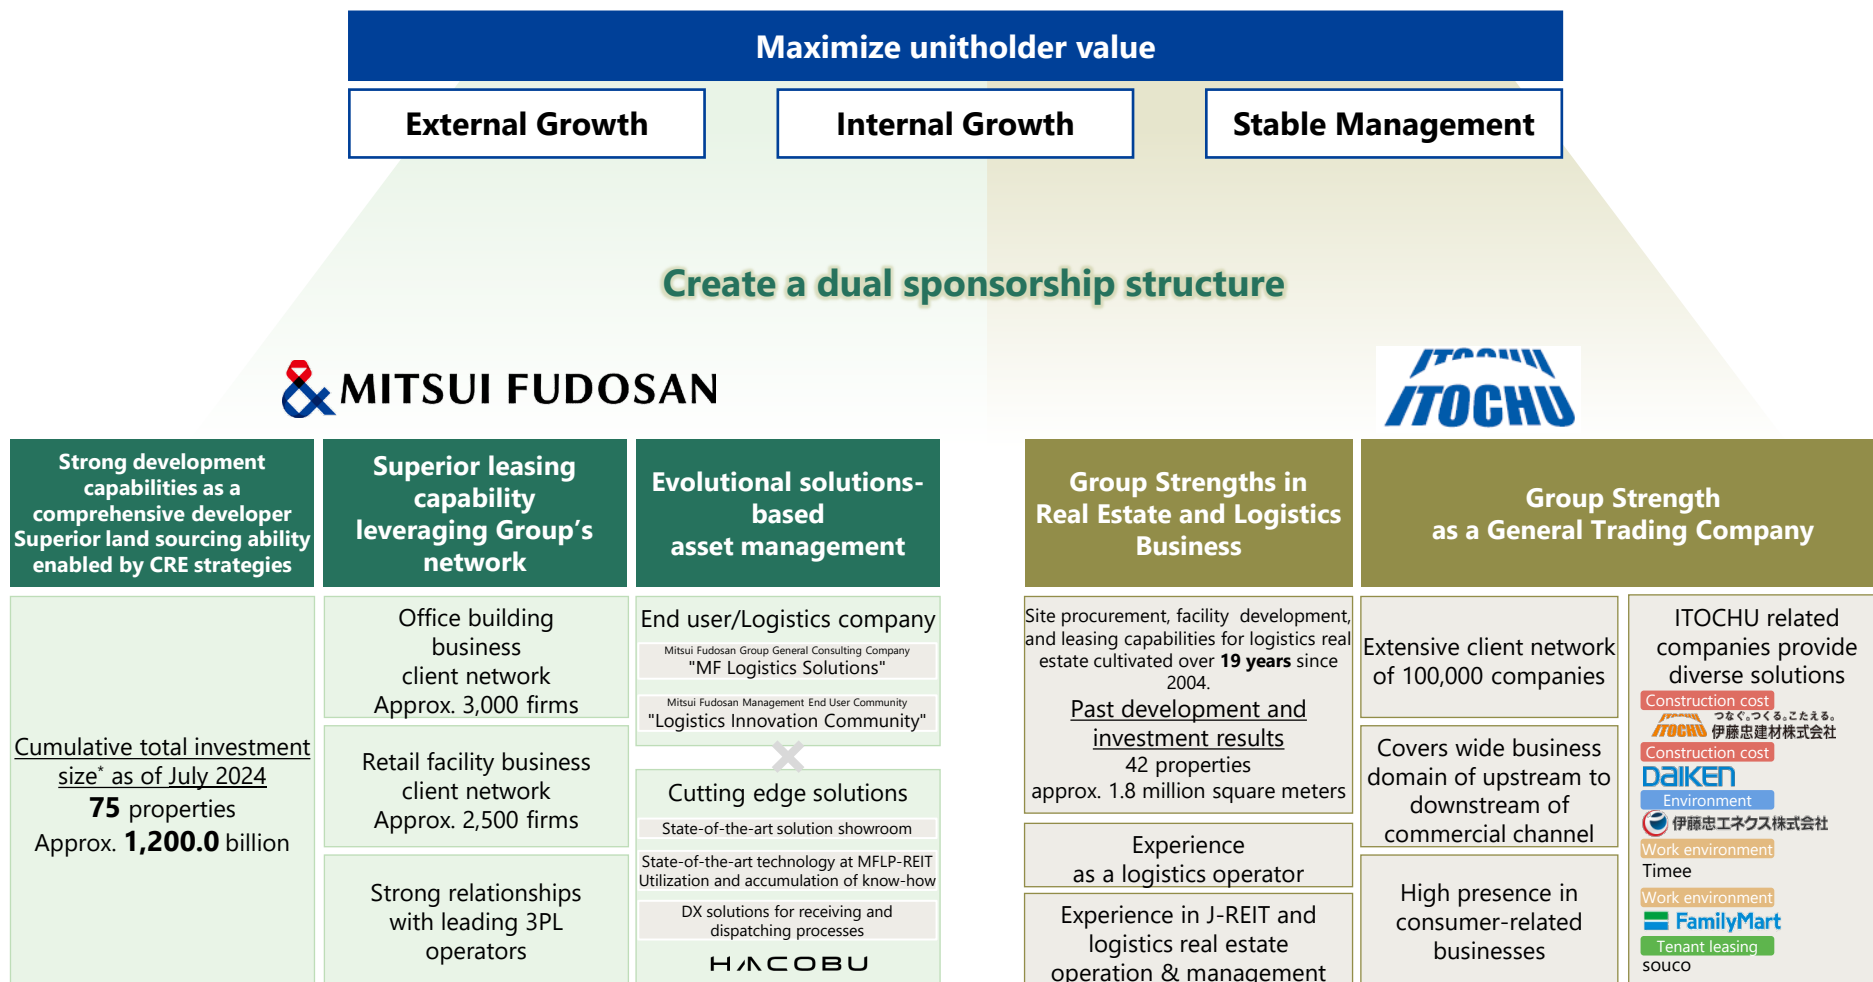 Maximize unitholder value
External Growth
Internal Growth
Stable Management
Create a dual sponsorship structure
MITSUI FUDOSAN
ITOCHU
Strong development
capabilities as a
comprehensive developer
Superior land sourcing ability
enabled by CRE strategies
Cumulative total investment
size* as of July 2024
75 properties
Approx. 1,200.0 billion
Superior leasing
capability
leveraging Group’s
network
Office building
business
client network
Approx. 3,000 firms
Retail facility business
client network
Approx. 2,500 firms
Strong relationships
with leading 3PL
operators
Evolutional solutions-
based
asset management
End user/Logistics company
Mitsui Fudosan Group General Consulting Company
"MF Logistics Solutions"
Mitsui Fudosan Management End User Community
"Logistics Innovation Community"
Cutting edge solutions
State-of-the-art solution showroom
State-of-the-art technology at MFLP-REIT
Utilization and accumulation of know-how
DX solutions for receiving and
dispatching processes
HACOBU
Group Strengths in
Real Estate and Logistics
Business
Site procurement, facility development,
and leasing capabilities for logistics real
estate cultivated over 19 years since
2004.
Past development and
investment results
42 properties
approx. 1.8 million square meters
Experience
as a logistics operator
Experience in J-REIT and
logistics real estate
operation & management
Group Strength
as a General Trading Company
Extensive client network
of 100,000 companies
Covers wide business
domain of upstream to
downstream of
commercial channel
High presence in
consumer-related
businesses
ITOCHU related
companies provide
diverse solutions
Construction cost
つなぐ。つくる。こたえる。
ITOCHU 伊藤忠建材株式会社
Construction cost
DAIKEN
Environment
伊藤忠エネクス株式会社
Work environment
Timee
Work environment
FamilyMart
Tenant leasing
souco